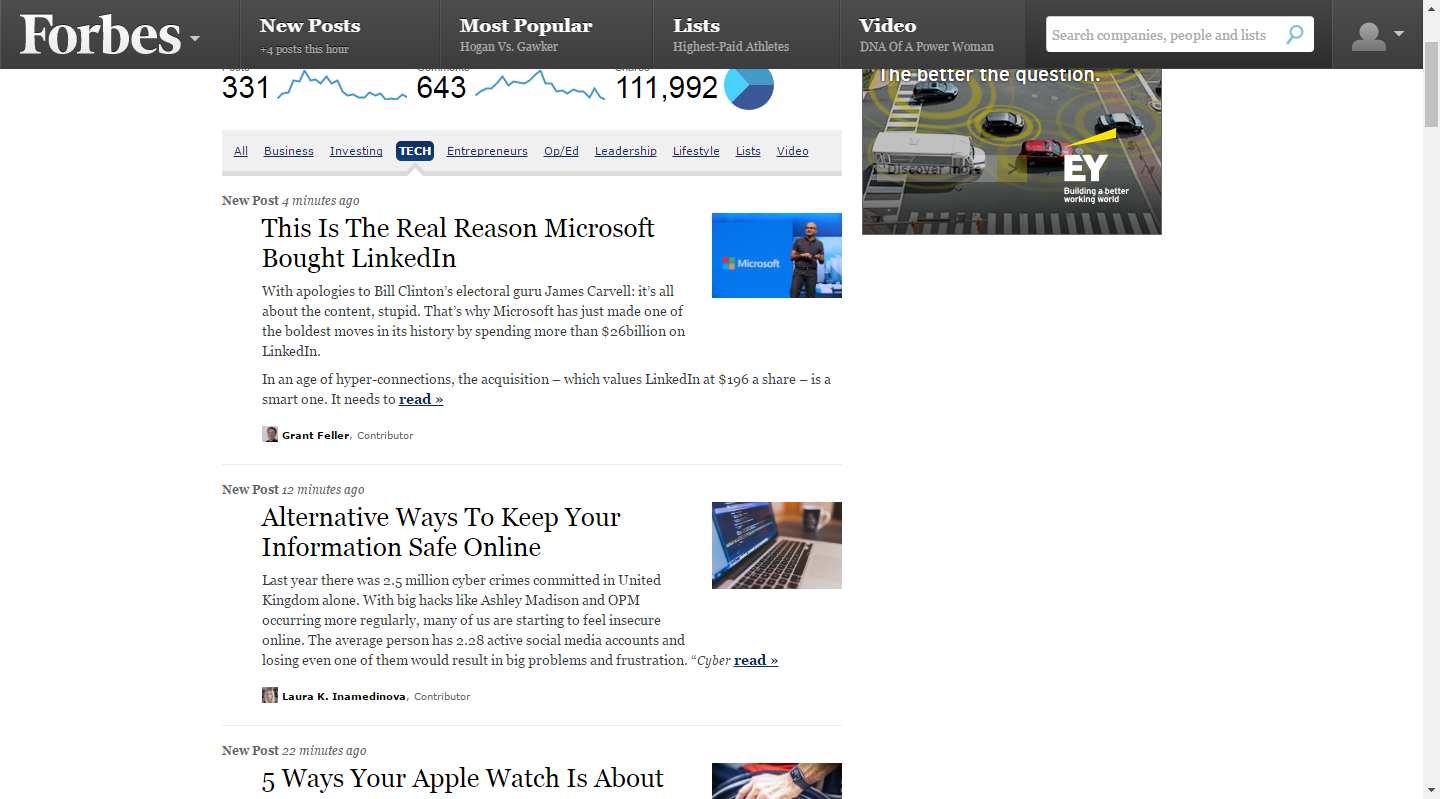 Forbes
New Posts
+4 posts this hour
Most Popular
Hogan Vs. Gawker
Lists
Highest-Paid Athletes
Video
DNA Of A Power Woman
Search companies, people and lists
331
643
111,992
The better the question.
Discover more >
EY
Building a better
working world
All Business Investing TECH Entrepreneurs Op/Ed Leadership Lifestyle Lists Video
New Post 4 minutes ago
This Is The Real Reason Microsoft
Bought LinkedIn
Microsoft
With apologies to Bill Clinton’s electoral guru James Carvell: it’s all
about the content, stupid. That’s why Microsoft has just made one of
the boldest moves in its history by spending more than $26billion on
LinkedIn.
In an age of hyper-connections, the acquisition – which values LinkedIn at $196 a share – is a
smart one. It needs to read »
Grant Feller, Contributor
New Post 12 minutes ago
Alternative Ways To Keep Your
Information Safe Online
Last year there was 2.5 million cyber crimes committed in United
Kingdom alone. With big hacks like Ashley Madison and OPM
occurring more regularly, many of us are starting to feel insecure
online. The average person has 2.28 active social media accounts and
losing even one of them would result in big problems and frustration. “Cyber read »
Laura K. Inamedinova, Contributor
New Post 22 minutes ago
5 Ways Your Apple Watch Is About